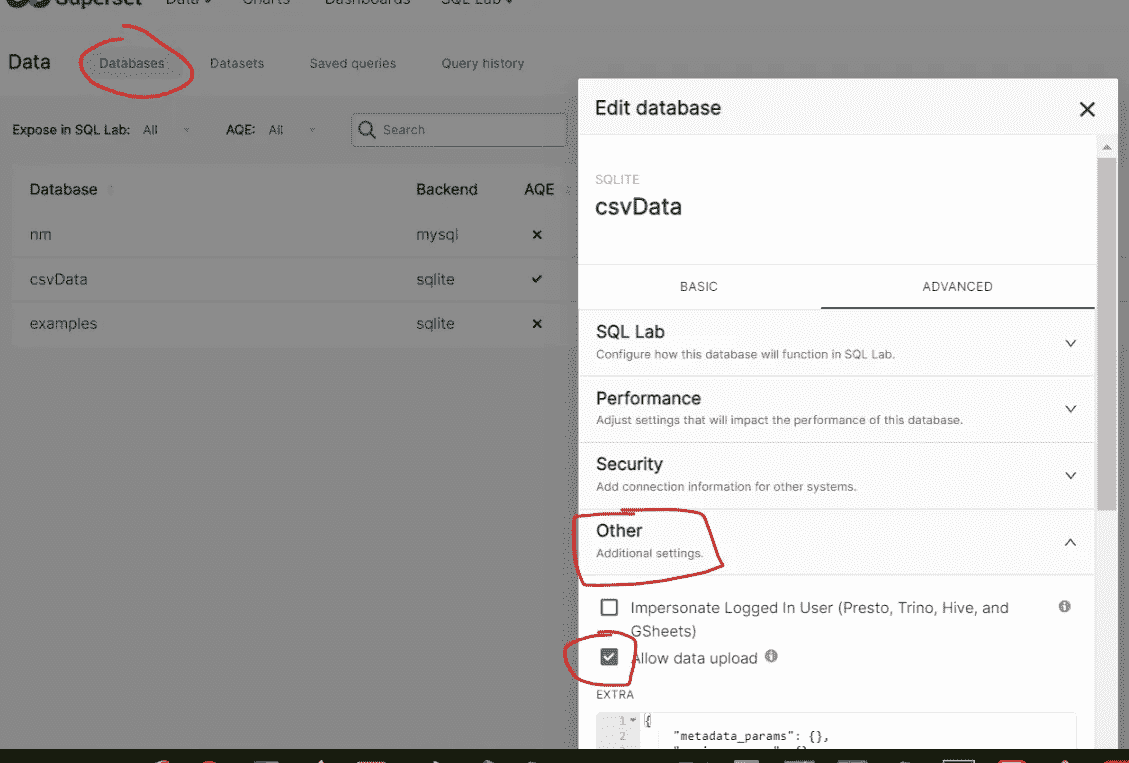 Superset Data Charts Dashboards SQL Lab
Data Databases Datasets Saved queries Query history
Expose in SQL Lab: All AQE: All Search
Database Backend AQE
nm mysql
csvData sqlite
examples sqlite
Edit database
SQLITE
csvData
BASIC ADVANCED
SQL Lab
Configure how this database will function in SQL Lab.
Performance
Adjust settings that will impact the performance of this database.
Security
Add connection information for other systems.
Other
Additional settings.
Impersonate Logged In User (Presto, Trino, Hive, and
GSheets)
Allow data upload
EXTRA
1 {
2 "metadata_params": {},